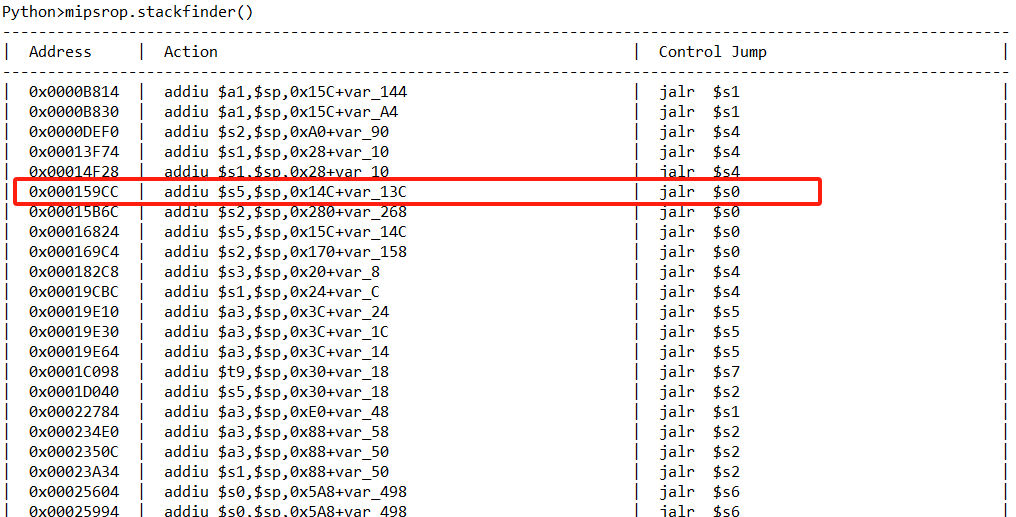 Python>mipsrop.stackfinder()
----------------------------------------------------------------------------------------------------------------
| Address | Action | Control Jump |
----------------------------------------------------------------------------------------------------------------
| 0x0000B814 | addiu $a1,$sp,0x15C+var_144 | jalr $s1 |
| 0x0000B830 | addiu $a1,$sp,0x15C+var_A4 | jalr $s1 |
| 0x0000DEF0 | addiu $s2,$sp,0xA0+var_90 | jalr $s4 |
| 0x00013F74 | addiu $s1,$sp,0x28+var_10 | jalr $s4 |
| 0x00014F28 | addiu $s1,$sp,0x28+var_10 | jalr $s4 |
| 0x000159CC | addiu $s5,$sp,0x14C+var_13C | jalr $s0 |
| 0x00015B6C | addiu $s2,$sp,0x280+var_268 | jalr $s0 |
| 0x00016824 | addiu $s5,$sp,0x15C+var_14C | jalr $s0 |
| 0x000169C4 | addiu $s2,$sp,0x170+var_158 | jalr $s0 |
| 0x000182C8 | addiu $s3,$sp,0x20+var_8 | jalr $s4 |
| 0x00019CBC | addiu $s1,$sp,0x24+var_C | jalr $s4 |
| 0x00019E10 | addiu $a3,$sp,0x3C+var_24 | jalr $s5 |
| 0x00019E30 | addiu $a3,$sp,0x3C+var_1C | jalr $s5 |
| 0x00019E64 | addiu $a3,$sp,0x3C+var_14 | jalr $s5 |
| 0x0001C098 | addiu $t9,$sp,0x30+var_18 | jalr $s7 |
| 0x0001D040 | addiu $s5,$sp,0x30+var_18 | jalr $s2 |
| 0x00022784 | addiu $a3,$sp,0xE0+var_48 | jalr $s1 |
| 0x000234E0 | addiu $a3,$sp,0x88+var_58 | jalr $s2 |
| 0x0002350C | addiu $a3,$sp,0x88+var_50 | jalr $s2 |
| 0x00023A34 | addiu $s1,$sp,0x88+var_50 | jalr $s2 |
| 0x00025604 | addiu $s0,$sp,0x5A8+var_498 | jalr $s6 |
| 0x00025994 | addiu $s0,$sp,0x5A8+var_498 | jalr $s6 |